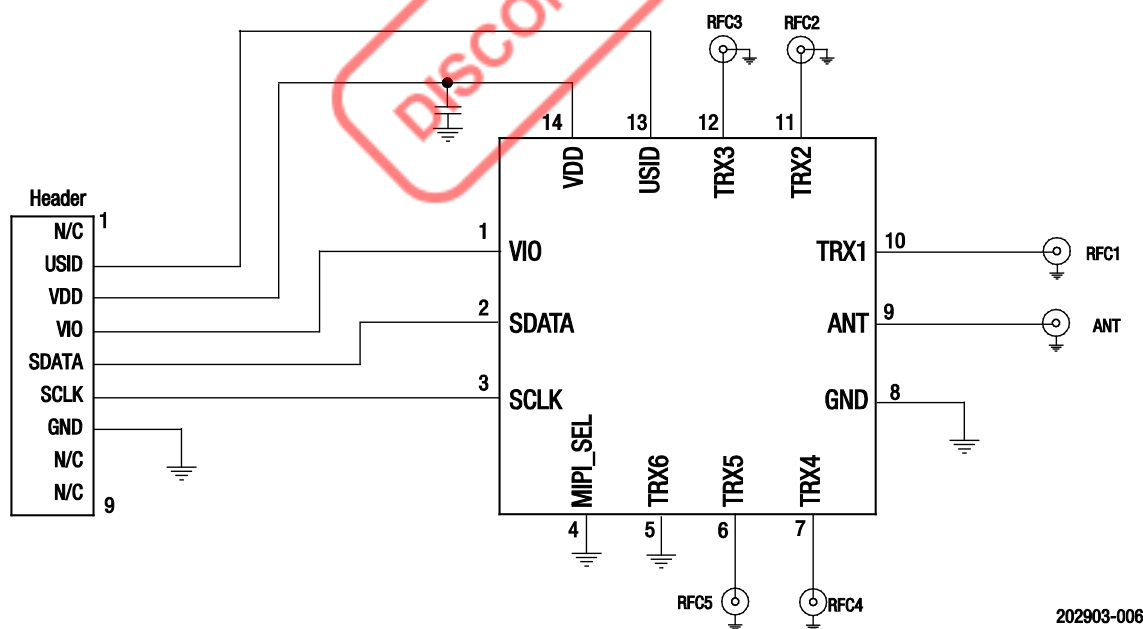 RFC3
RFC2
DISCO
14
13
12
11
VDD
USID
TRX3
TRX2
Header
1
N/C
USID
VDD
VIO
SDATA
SCLK
GND
N/C
N/C
9
1
VIO
2
SDATA
3
SCLK
TRX1
10
RFC1
ANT
9
ANT
GND
8
MIPI_SEL
TRX6
TRX5
TRX4
4
5
6
7
RFC5
RFC4
202903-006